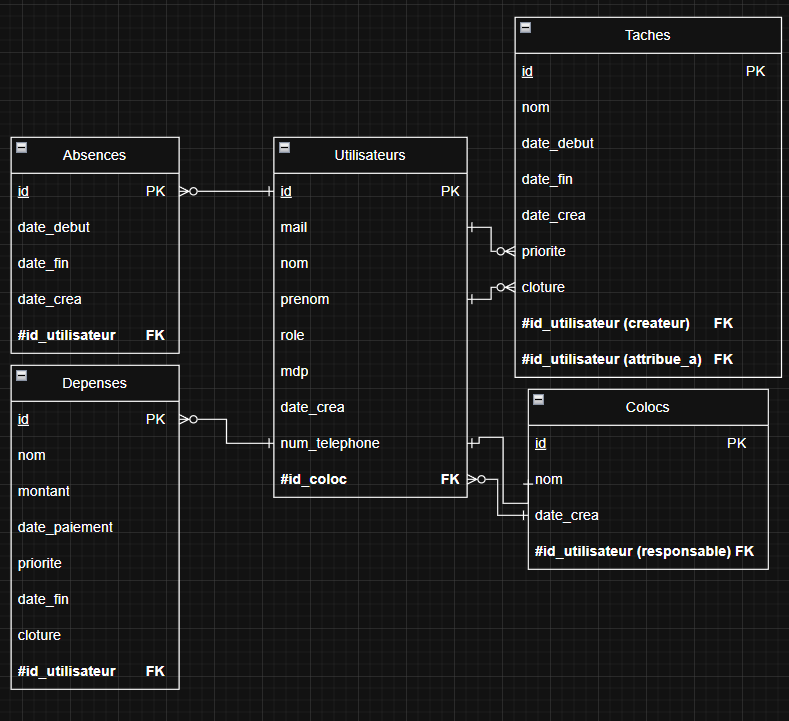 Taches
id PK
nom
date_debut
date_fin
date_crea
priorite
cloture
#id_utilisateur (createur) FK
#id_utilisateur (attribue_a) FK
Absences
id PK
date_debut
date_fin
date_crea
#id_utilisateur FK
Utilisateurs
id PK
mail
nom
prenom
role
mdp
date_crea
num_telephone
#id_coloc FK
Depenses
id PK
nom
montant
date_paiement
priorite
date_fin
cloture
#id_utilisateur FK
Colocs
id PK
nom
date_crea
#id_utilisateur (responsable) FK